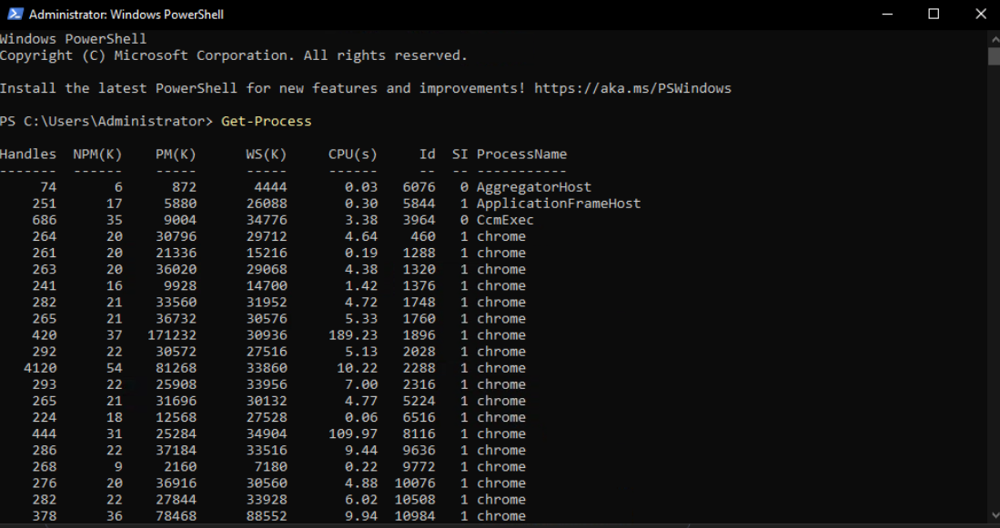 Administrator: Windows PowerShell
Windows PowerShell
Copyright (C) Microsoft Corporation. All rights reserved.
Install the latest PowerShell for new features and improvements! https://aka.ms/PSWindows
PS C:\Users\Administrator> Get-Process
Handles  NPM(K)    PM(K)      WS(K)     CPU(s)     Id  SI ProcessName
-------  ------    -----      -----     ------     --  -- -----------
     74       6      872       4444       0.03   6076   0 AggregatorHost
    251      17     5880      26088       0.30   5844   1 ApplicationFrameHost
    686      35     9004      34776       3.38   3964   0 CcmExec
    264      20    30796      29712       4.64    460   1 chrome
    261      20    21336      15216       0.19   1288   1 chrome
    263      20    36020      29068       4.38   1320   1 chrome
    241      16     9928      14700       1.42   1376   1 chrome
    282      21    33560      31952       4.72   1748   1 chrome
    265      21    36732      30576       5.33   1760   1 chrome
    420      37   171232      30936     189.23   1896   1 chrome
    292      22    30572      27516       5.13   2028   1 chrome
   4120      54    81268      33860      10.22   2288   1 chrome
    293      22    25908      33956       7.00   2316   1 chrome
    265      21    31696      30132       4.77   5224   1 chrome
    224      18    12568      27528       0.06   6516   1 chrome
    444      31    25284      34904     109.97   8116   1 chrome
    286      22    37184      33516       9.44   9636   1 chrome
    268       9     2160       7180       0.22   9772   1 chrome
    276      20    36916      30560       4.88  10076   1 chrome
    282      22    27844      33928       6.02  10508   1 chrome
    378      36    78468      88552       9.94  10984   1 chrome